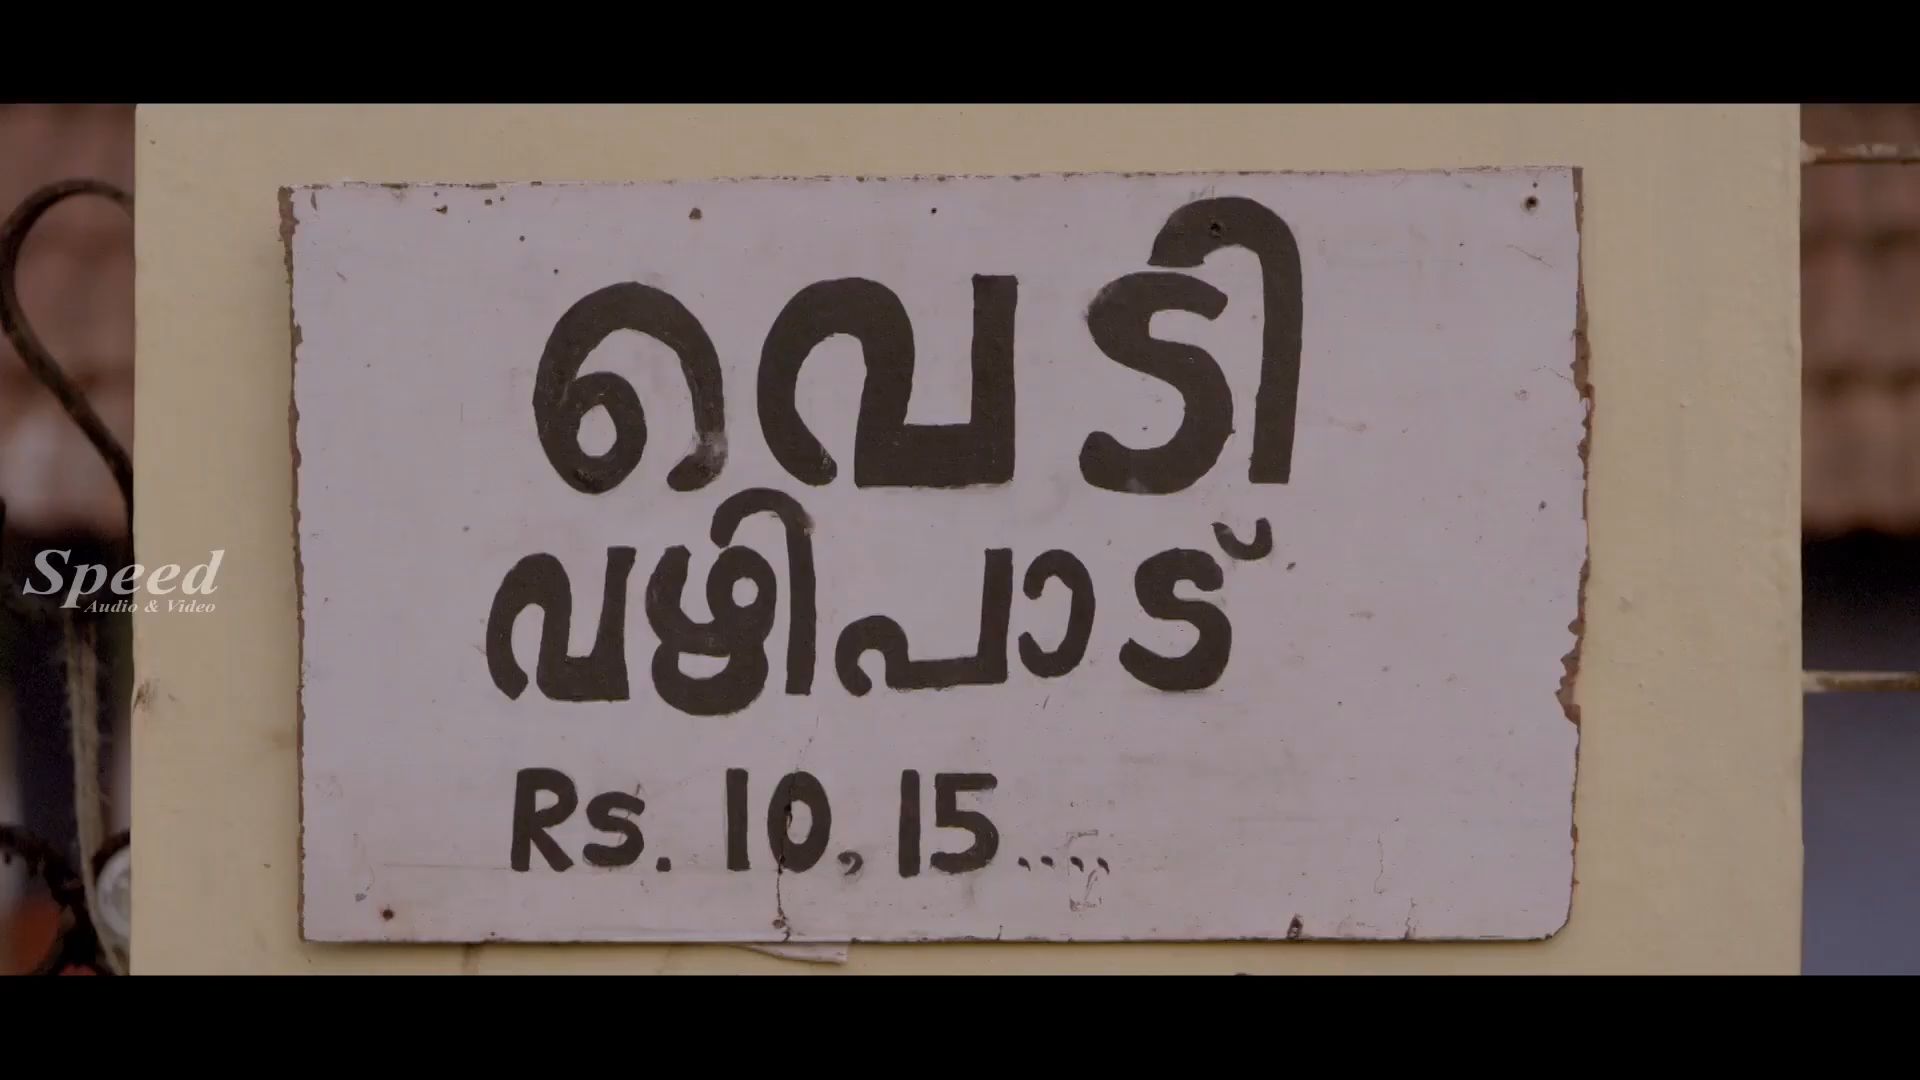 വെടി
വഴിപാട്
Rs. 10, 15....
Speed
Audio & Video